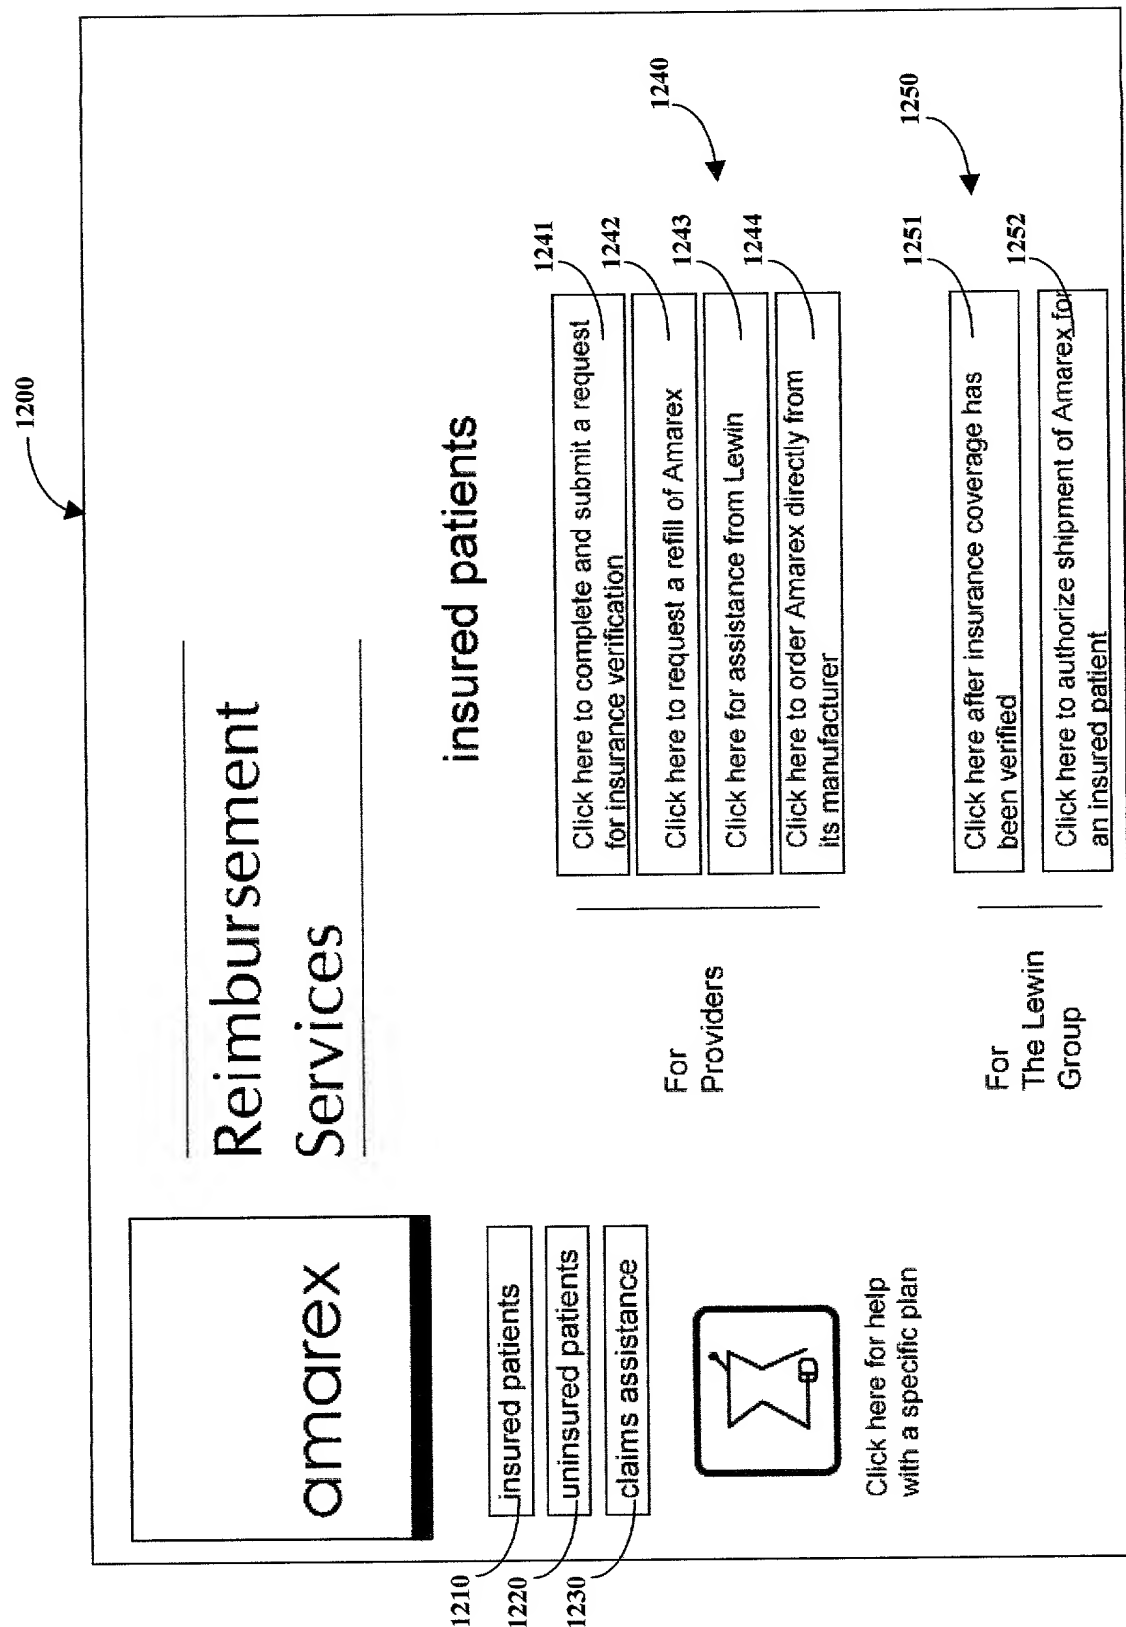 1200
amarex
Reimbursement
Services
insured patients
1210
insured patients
1220
uninsured patients
1230
claims assistance
Click here for help
with a specific plan
For
Providers
1240
Click here to complete and submit a request
for insurance verification
1241
Click here to request a refill of Amarex
1242
Click here for assistance from Lewin
1243
Click here to order Amarex directly from
its manufacturer
1244
For
The Lewin
Group
1250
Click here after insurance coverage has
been verified
1251
Click here to authorize shipment of Amarex for
an insured patient
1252